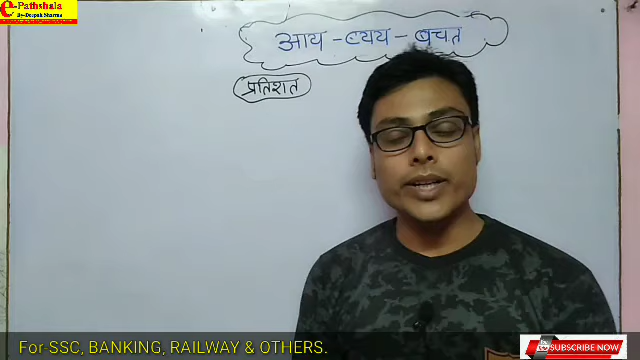 e-Pathshala
By-Deepak Sharma
आय - व्यय - बचत
प्रतिशत
For-SSC, BANKING, RAILWAY & OTHERS.
SUBSCRIBE NOW